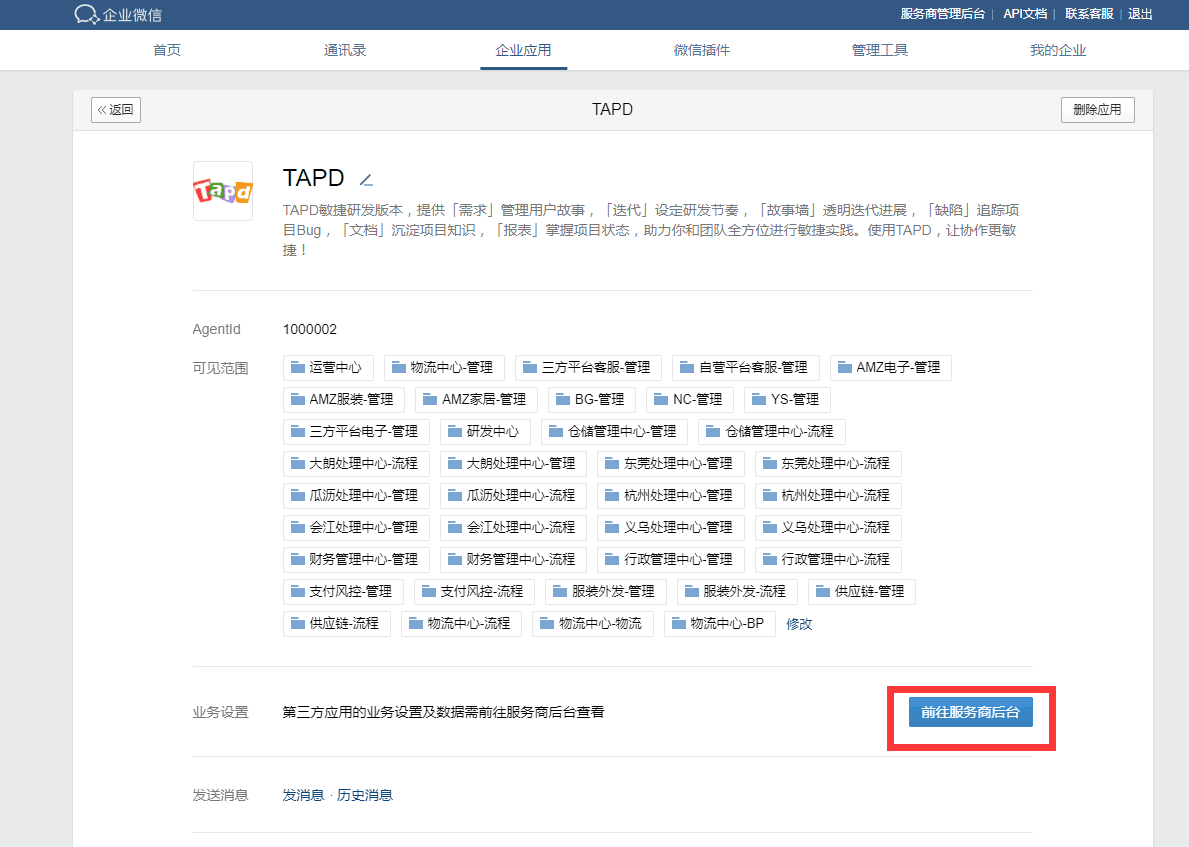 企业微信 服务商管理后台 | API文档 | 联系客服 | 退出
首页 通讯录 企业应用 微信插件 管理工具 我的企业
«返回 TAPD 删除应用
Tapd
TAPD
TAPD敏捷研发版本，提供「需求」管理用户故事，「迭代」设定研发节奏，「故事墙」透明迭代进展，「缺陷」追踪项
目Bug，「文档」沉淀项目知识，「报表」掌握项目状态，助力你和团队全方位进行敏捷实践。使用TAPD，让协作更敏
捷！
AgentId 1000002
可见范围 运营中心 物流中心-管理 三方平台客服-管理 自营平台客服-管理 AMZ电子-管理
AMZ服装-管理 AMZ家居-管理 BG-管理 NC-管理 YS-管理
三方平台电子-管理 研发中心 仓储管理中心-管理 仓储管理中心-流程
大朗处理中心-流程 大朗处理中心-管理 东莞处理中心-管理 东莞处理中心-流程
瓜沥处理中心-管理 瓜沥处理中心-流程 杭州处理中心-管理 杭州处理中心-流程
会江处理中心-管理 会江处理中心-流程 义乌处理中心-管理 义乌处理中心-流程
财务管理中心-管理 财务管理中心-流程 行政管理中心-管理 行政管理中心-流程
支付风控-管理 支付风控-流程 服装外发-管理 服装外发-流程 供应链-管理
供应链-流程 物流中心-流程 物流中心-物流 物流中心-BP 修改
业务设置 第三方应用的业务设置及数据需前往服务商后台查看 前往服务商后台
发送消息 发消息 · 历史消息